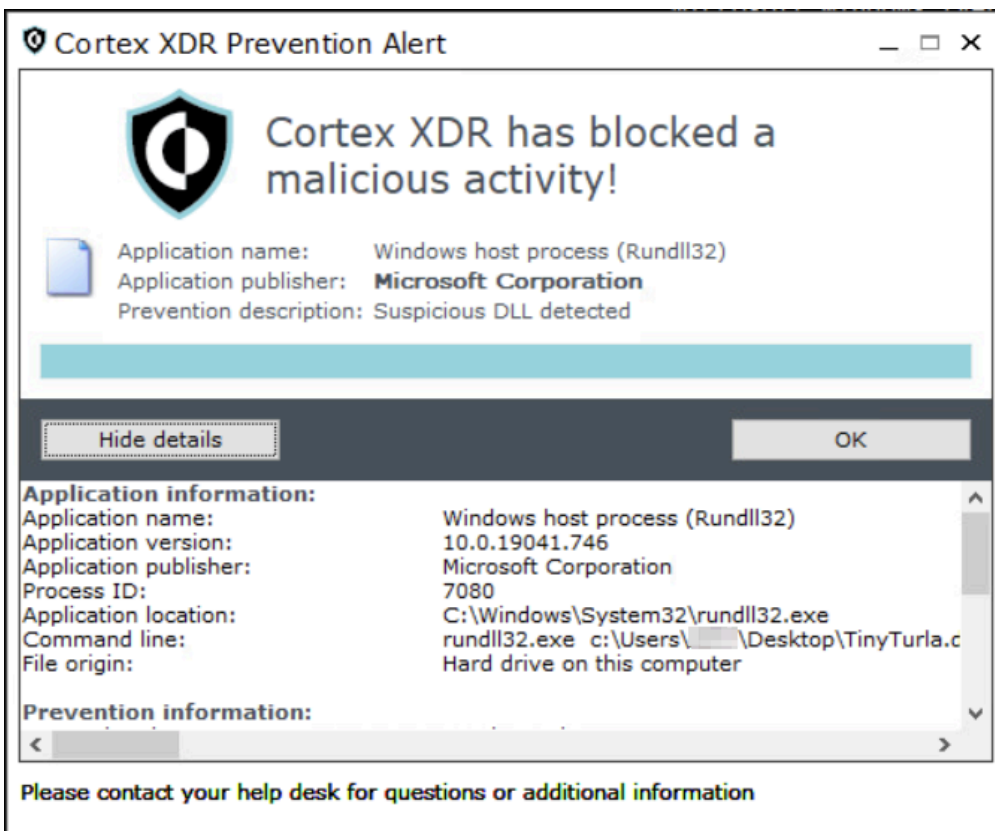 Cortex XDR Prevention Alert
Cortex XDR has blocked a
malicious activity!
Application name: Windows host process (Rundll32)
Application publisher: Microsoft Corporation
Prevention description: Suspicious DLL detected
Hide details OK
Application information:
Application name: Windows host process (Rundll32)
Application version: 10.0.19041.746
Application publisher: Microsoft Corporation
Process ID: 7080
Application location: C:\Windows\System32\rundll32.exe
Command line: rundll32.exe c:\Users\ \Desktop\TinyTurla.d
File origin: Hard drive on this computer
Prevention information:
Please contact your help desk for questions or additional information